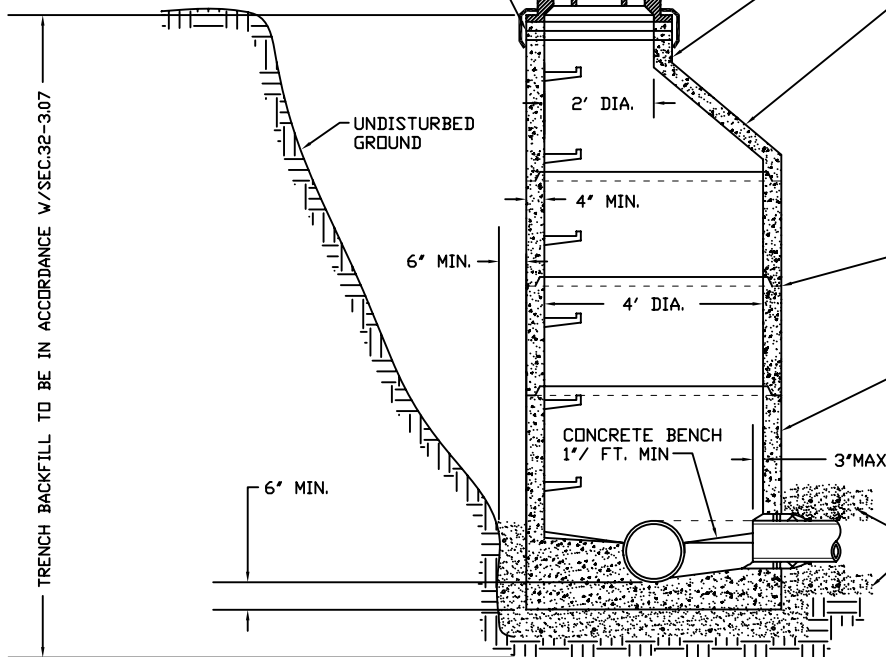 TRENCH BACKFILL TO BE IN ACCORDANCE W/SEC.32-3.07
UNDISTURBED
GROUND
2' DIA.
4" MIN.
6" MIN.
4' DIA.
CONCRETE BENCH
1"/ FT. MIN
3"MAX
6" MIN.